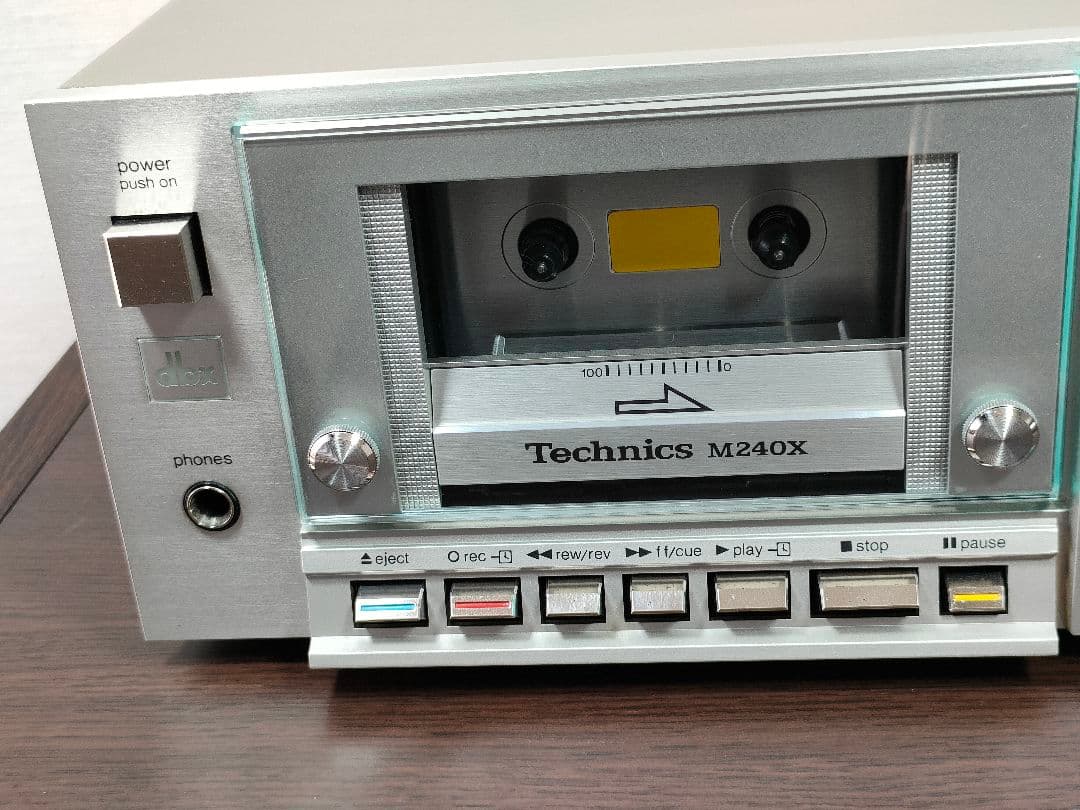 power
push on
dbx
phones
100 0
Technics M240X
eject
rec
rew/rev
ff/cue
play
stop
pause